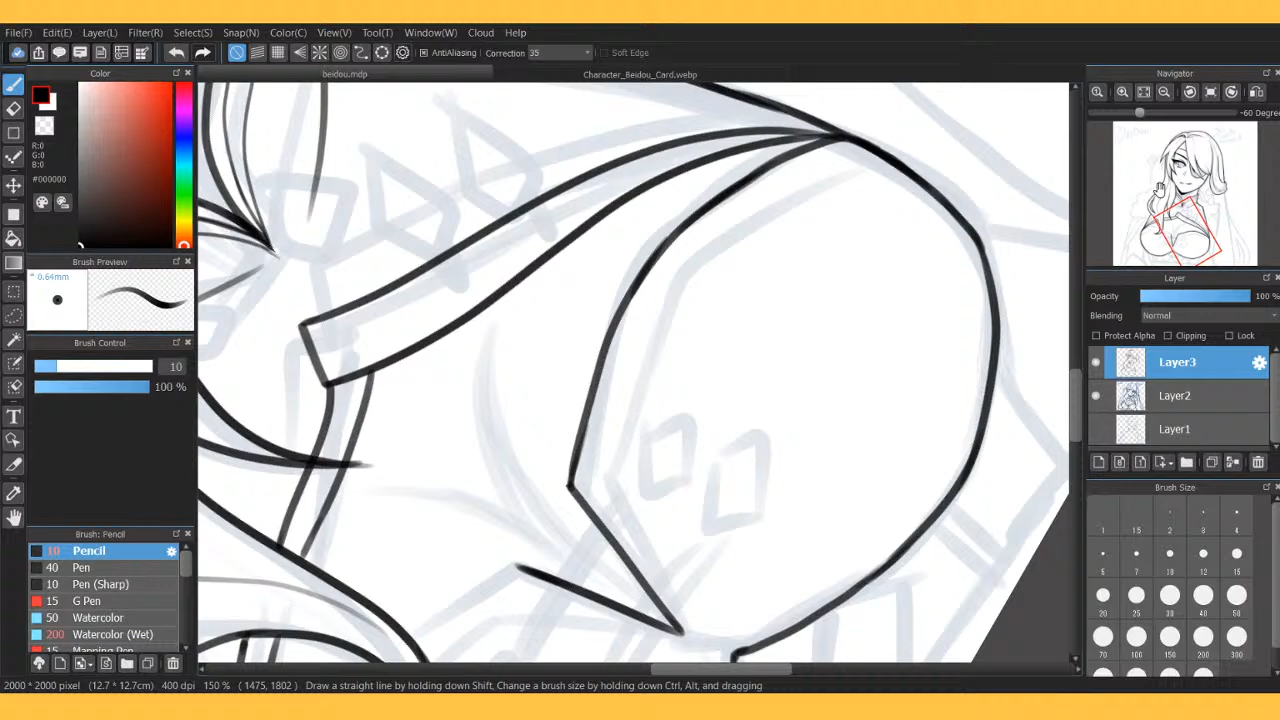 File(F) Edit(E) Layer(L) Filter(R) Select(S) Snap(N) Color(C) View(V) Tool(T) Window(W) Cloud Help
AntiAliasing Correction 35 Soft Edge
Color
beidou.mdp Character_Beidou_Card.webp
Navigator
-60 Degree
R:0
G:0
B:0
#000000
Brush Preview
* 0.64mm
Brush Control
10
100 %
Layer
Opacity 100 %
Blending Normal
Protect Alpha Clipping Lock
Layer3
Layer2
Layer1
Brush Size
1 1.5 2 3 4
5 7 10 12 15
20 25 30 40 50
70 100 150 200 300
Brush: Pencil
10 Pencil
40 Pen
10 Pen (Sharp)
15 G Pen
50 Watercolor
200 Watercolor (Wet)
15 Mapping Pen
2000 * 2000 pixel (12.7 * 12.7cm) 400 dpi 150 % ( 1475, 1802 ) Draw a straight line by holding down Shift, Change a brush size by holding down Ctrl, Alt, and dragging